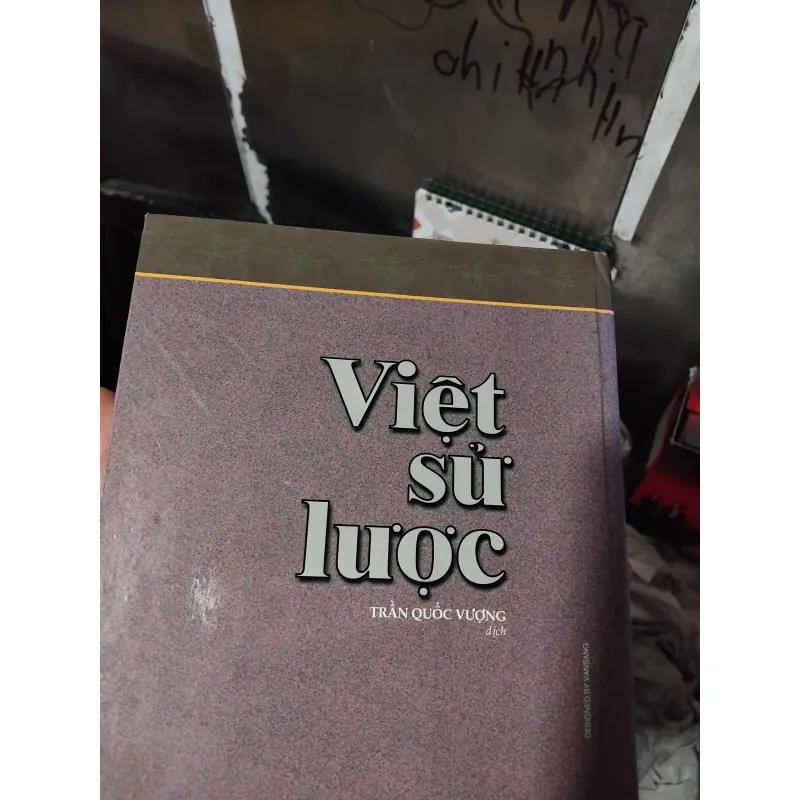 Việt
sử
lược
TRẦN QUỐC VƯỢNG
dịch
DESIGNED BY VANSANG